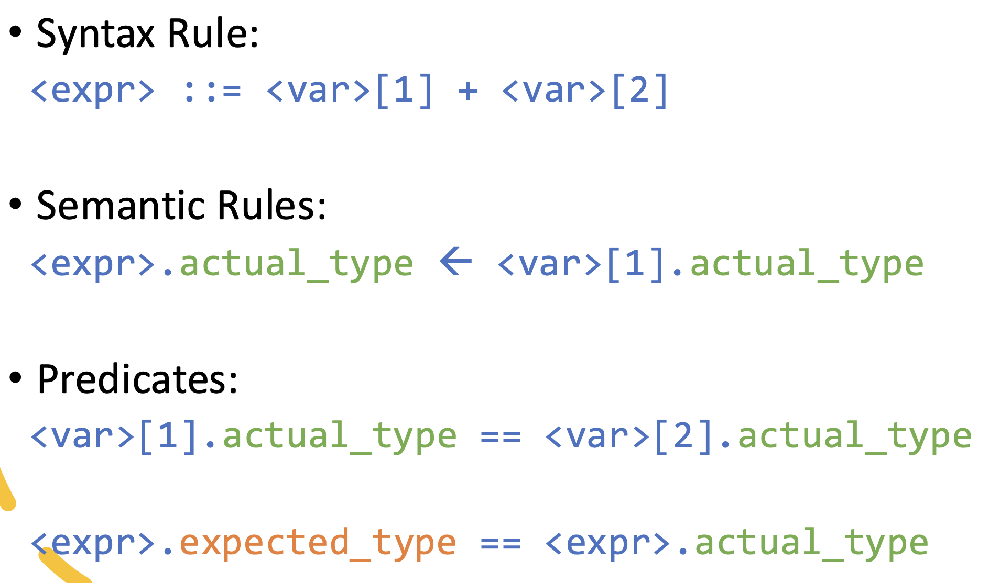 • Syntax Rule:
<expr> ::= <var>[1] + <var>[2]
• Semantic Rules:
<expr>.actual_type ← <var>[1].actual_type
• Predicates:
<var>[1].actual_type == <var>[2].actual_type
<expr>.expected_type == <expr>.actual_type